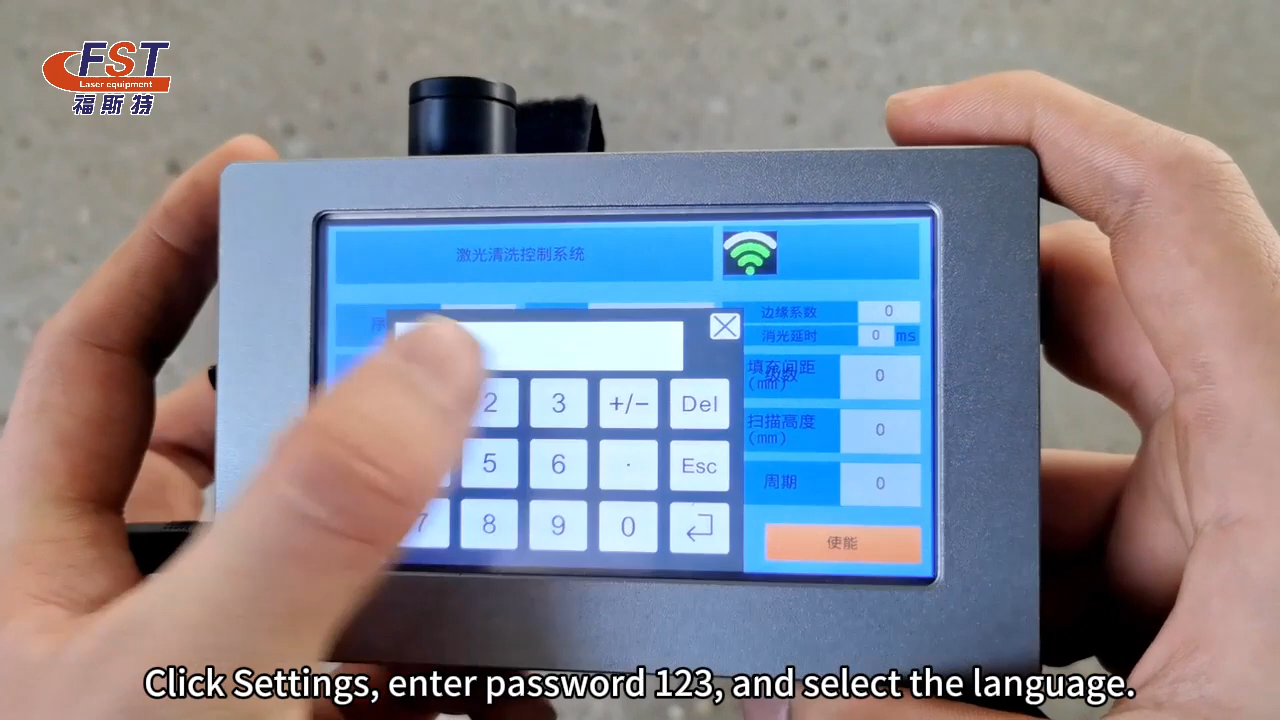 FST
Laser equipment
福斯特
激光清洗控制系统
边缘系数 0
消光延时 0 ms
填充间距
(mm)
级数
0
扫描高度
(mm)
0
周期 0
使能
2 3 +/- Del
5 6 . Esc
7 8 9 0
Click Settings, enter password 123, and select the language.